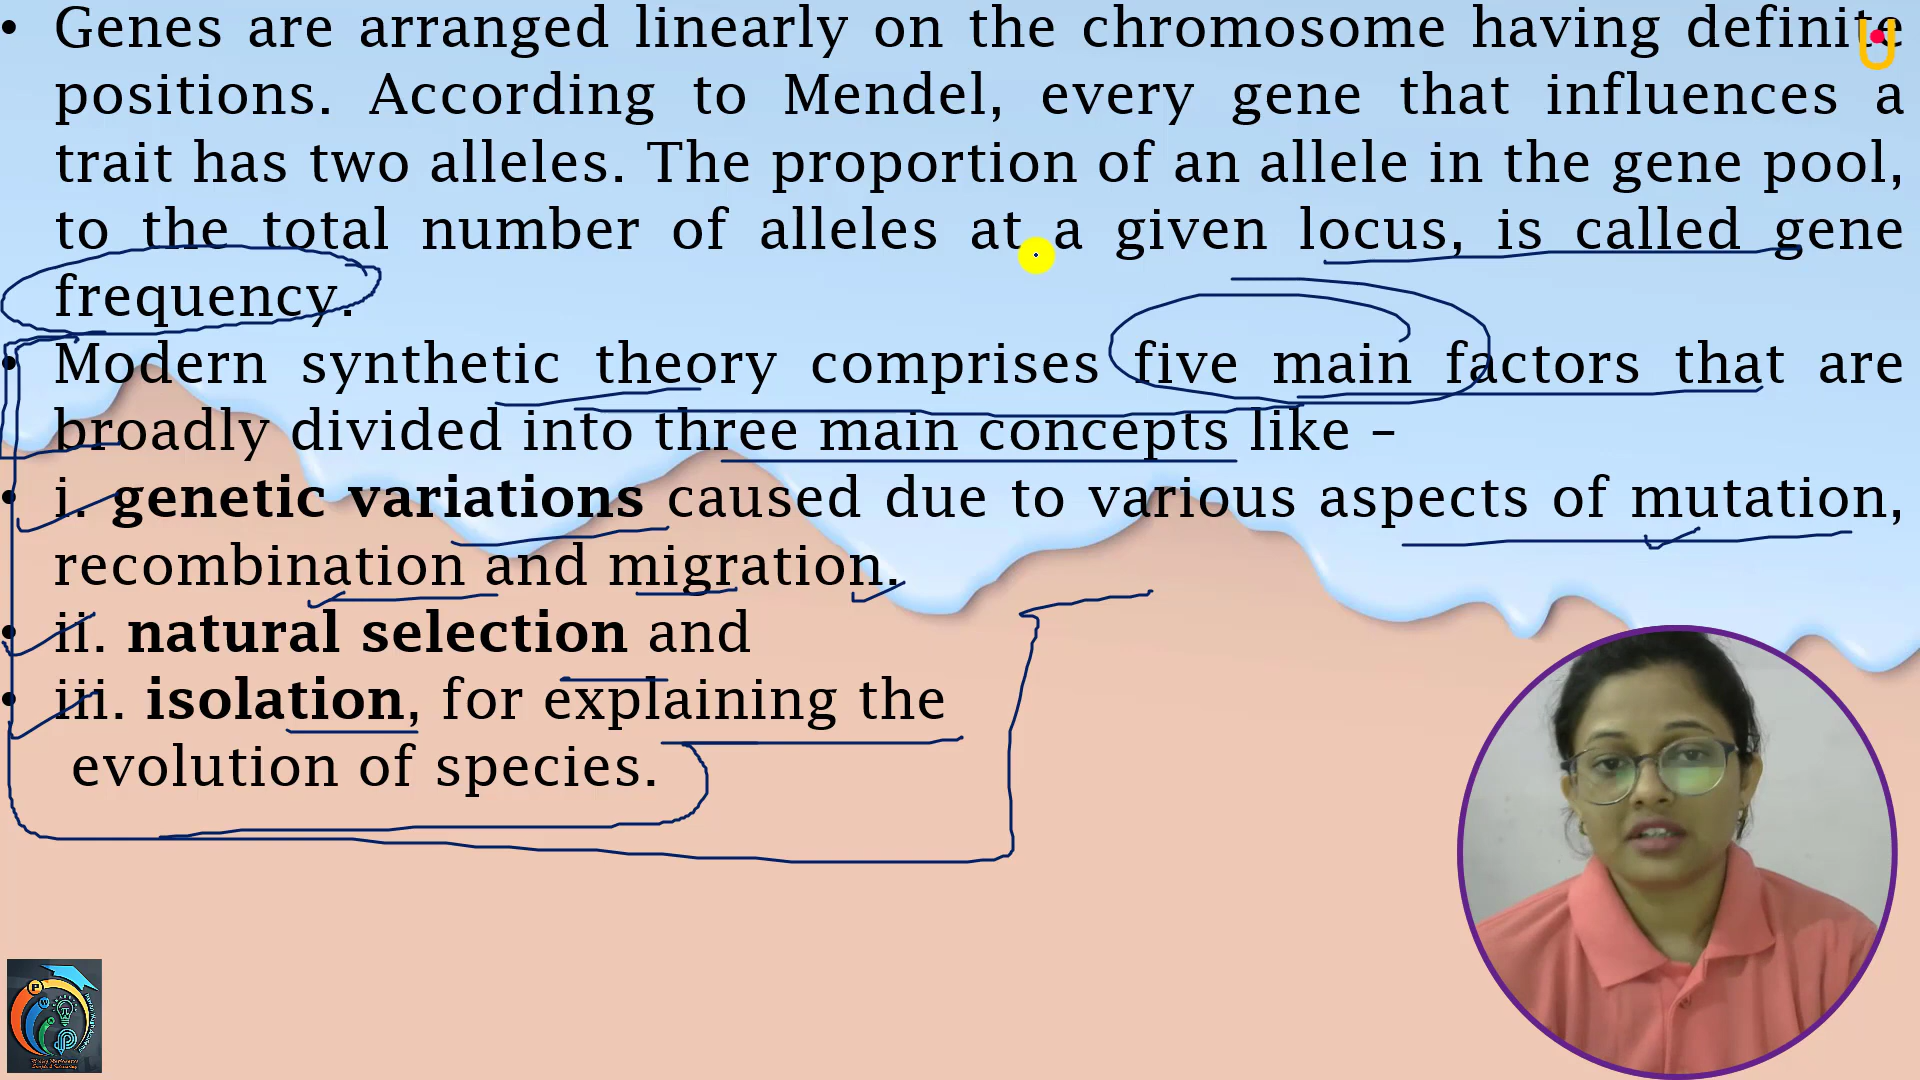 • Genes are arranged linearly on the chromosome having definite
positions. According to Mendel, every gene that influences a
trait has two alleles. The proportion of an allele in the gene pool,
to the total number of alleles at a given locus, is called gene
frequency.
• Modern synthetic theory comprises five main factors that are
broadly divided into three main concepts like –
• i. genetic variations caused due to various aspects of mutation,
recombination and migration.
• ii. natural selection and
• iii. isolation, for explaining the
evolution of species.